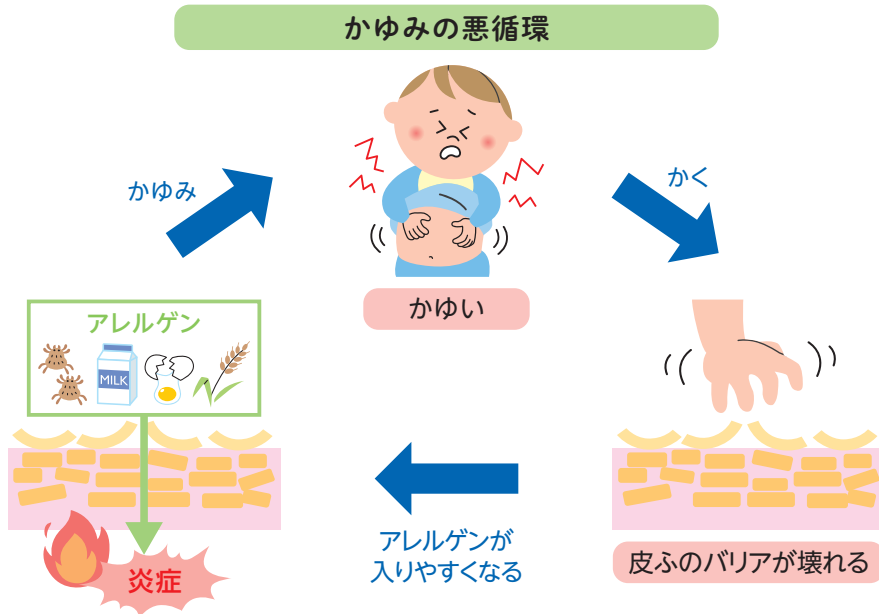 かゆみの悪循環
かゆみ
かく
かゆい
アレルゲン
MILK
炎症
アレルゲンが
入りやすくなる
皮ふのバリアが壊れる